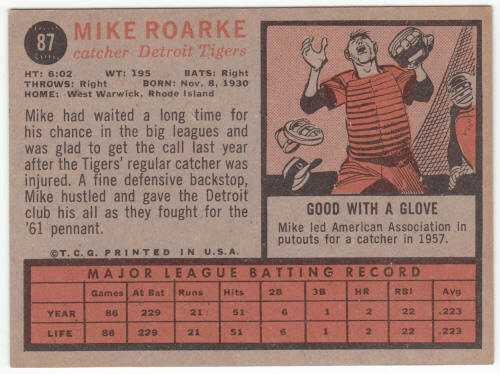 87
MIKE ROARKE
catcher Detroit Tigers
HT: 6:02 WT: 195 BATS: Right
THROWS: Right BORN: Nov. 8, 1930
HOME: West Warwick, Rhode Island
Mike had waited a long time for
his chance in the big leagues and
was glad to get the call last year
after the Tigers' regular catcher was
injured. A fine defensive backstop,
Mike hustled and gave the Detroit
club his all as they fought for the
'61 pennant.
©T.C.G. PRINTED IN U.S.A.
GOOD WITH A GLOVE
Mike led American Association in
putouts for a catcher in 1957.
MAJOR LEAGUE BATTING RECORD
Games At Bat Runs Hits 2B 3B HR RBI Avg
YEAR 86 229 21 51 6 1 2 22 .223
LIFE 86 229 21 51 6 1 2 22 .223